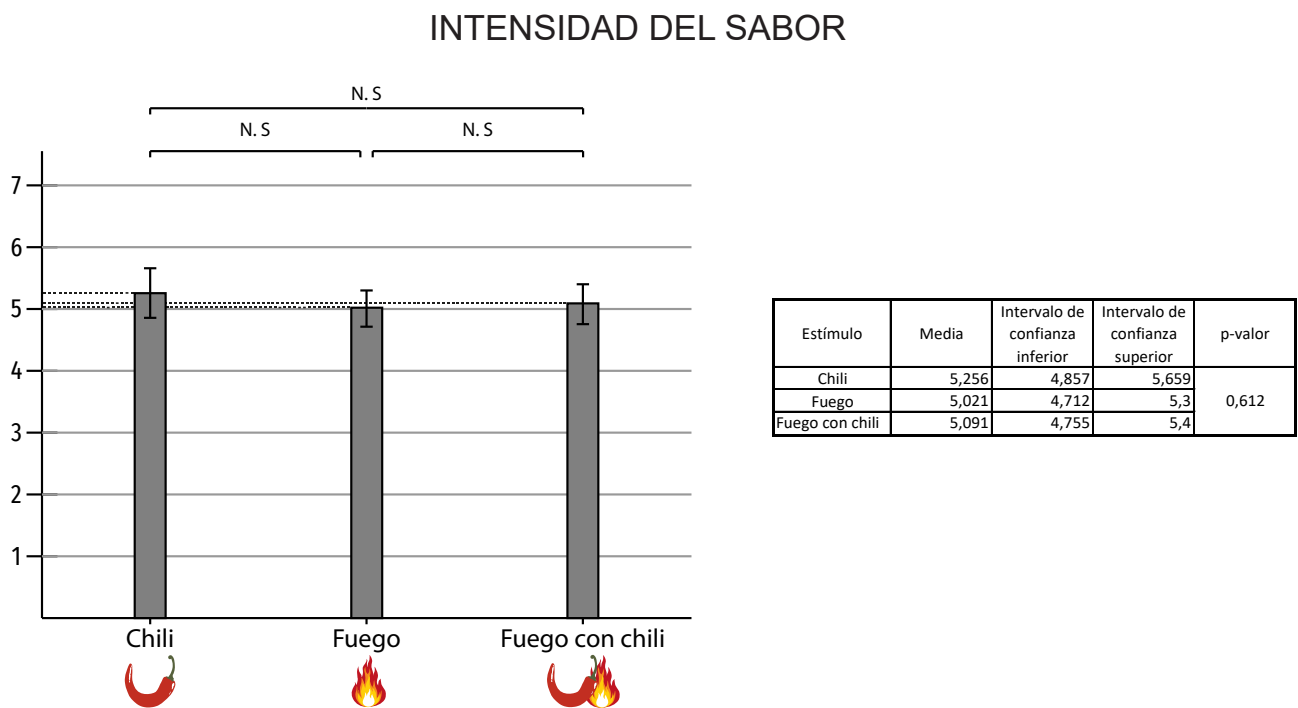 INTENSIDAD DEL SABOR
N. S
N. S N. S
7
6
5
4
3
2
1
Chili Fuego Fuego con chili
Estímulo Media Intervalo de confianza inferior Intervalo de confianza superior p-valor
Chili 5,256 4,857 5,659
Fuego 5,021 4,712 5,3 0,612
Fuego con chili 5,091 4,755 5,4